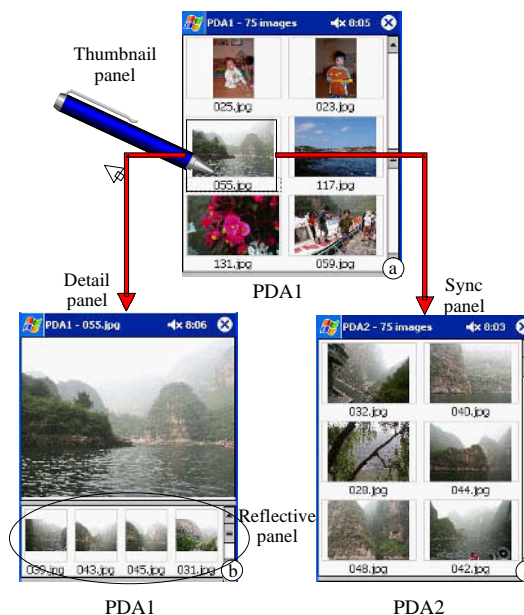 PDA1 - 75 images 8:05
Thumbnail
panel
025.jpg 023.jpg
055.jpg 117.jpg
131.jpg 059.jpg
a
PDA1
Detail
panel
Sync
panel
PDA1 - 055.jpg 8:06
PDA2 - 75 images 8:03
032.jpg 040.jpg
028.jpg 044.jpg
048.jpg 042.jpg
Reflective
panel
039.jpg 043.jpg 045.jpg 031.jpg
b
PDA1
PDA2